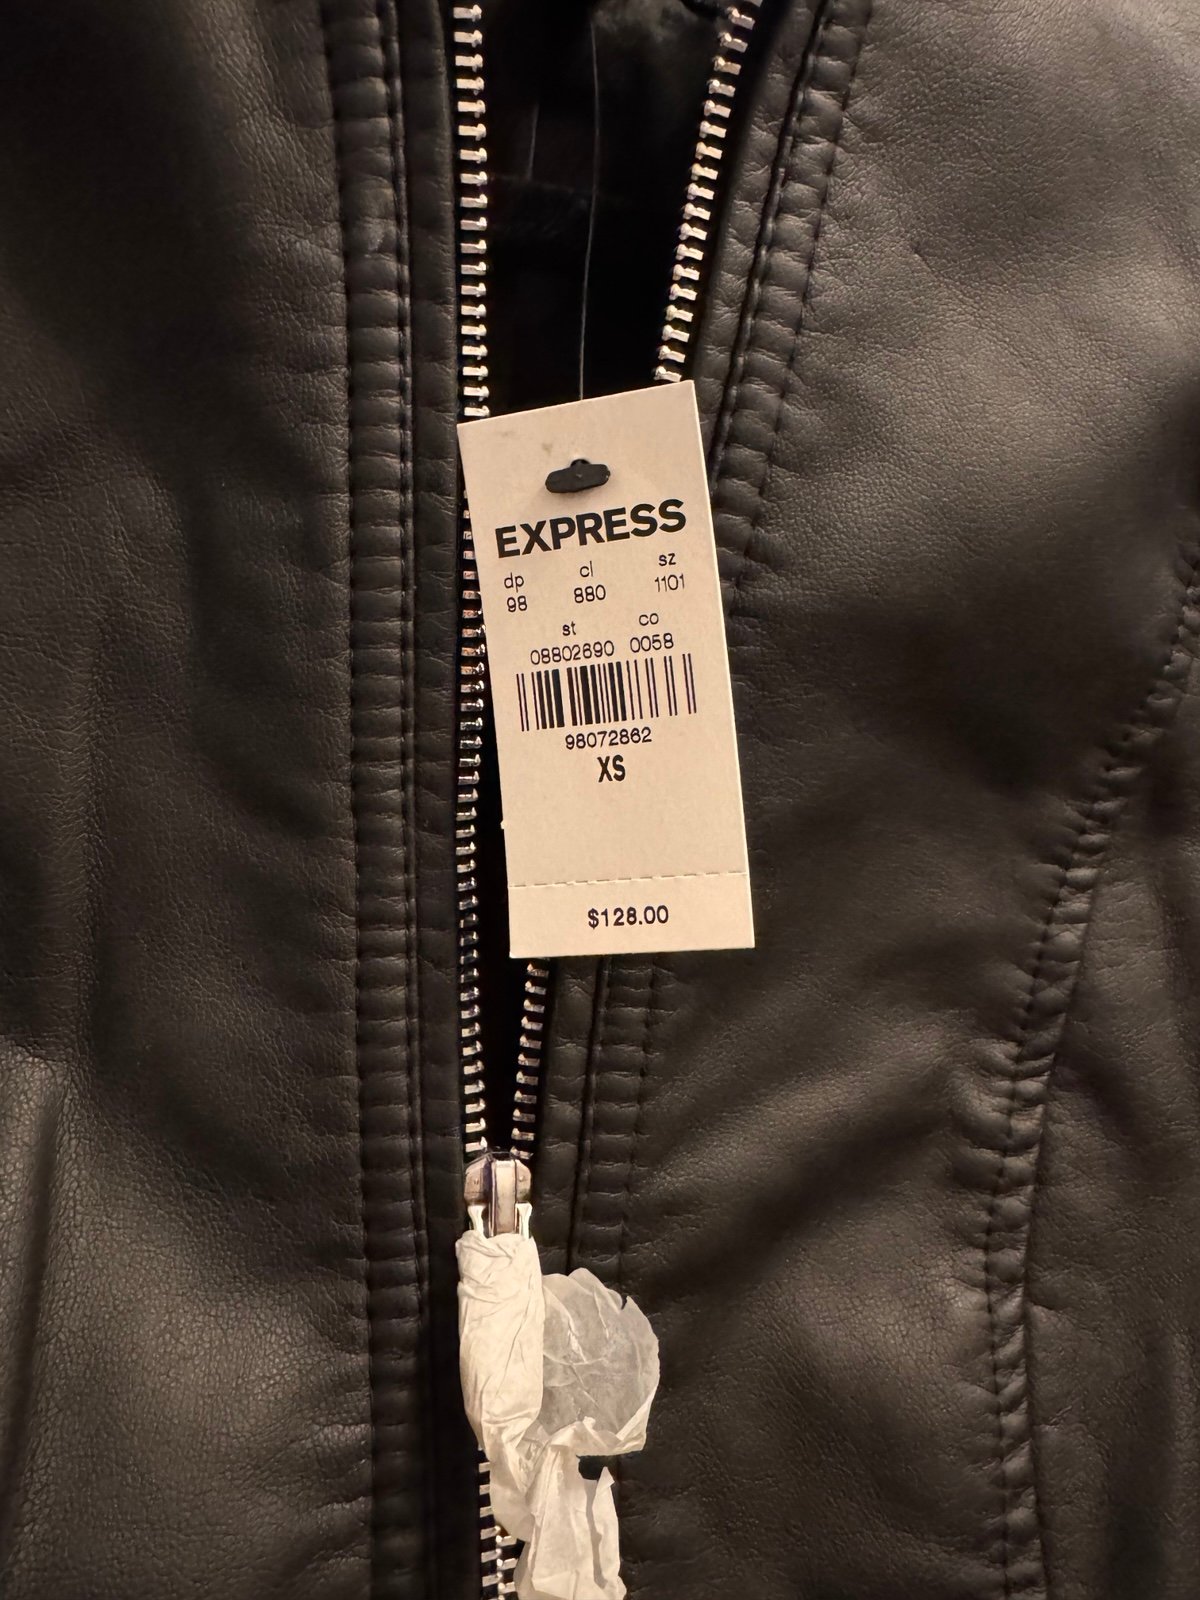 EXPRESS
dp cl sz
98 880 1101
st co
08802690 0058
98072862
XS
$128.00